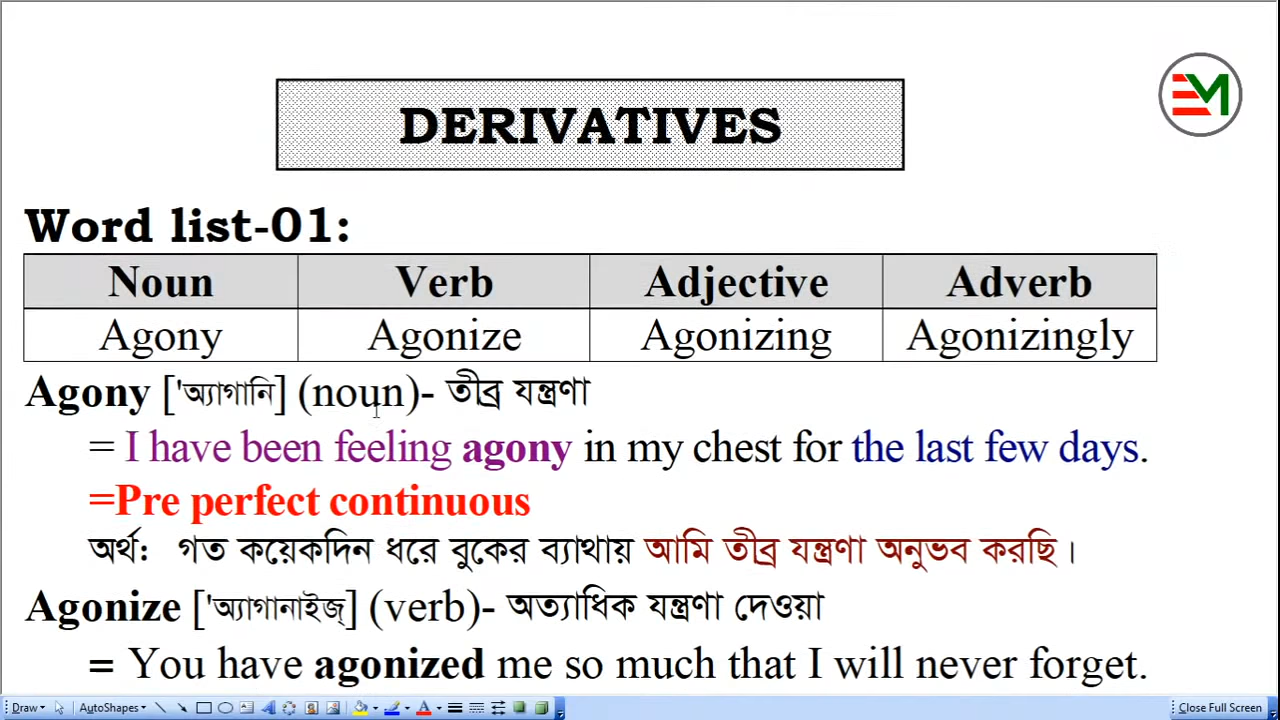 EM
DERIVATIVES
Word list-01:
Noun Verb Adjective Adverb
Agony Agonize Agonizing Agonizingly
Agony ['অ্যাগানি] (noun)- তীব্র যন্ত্রণা
= I have been feeling agony in my chest for the last few days.
=Pre perfect continuous
অর্থ: গত কয়েকদিন ধরে বুকের ব্যাথায় আমি তীব্র যন্ত্রণা অনুভব করছি।
Agonize ['অ্যাগানাইজ্] (verb)- অত্যাধিক যন্ত্রণা দেওয়া
= You have agonized me so much that I will never forget.
Draw AutoShapes Close Full Screen